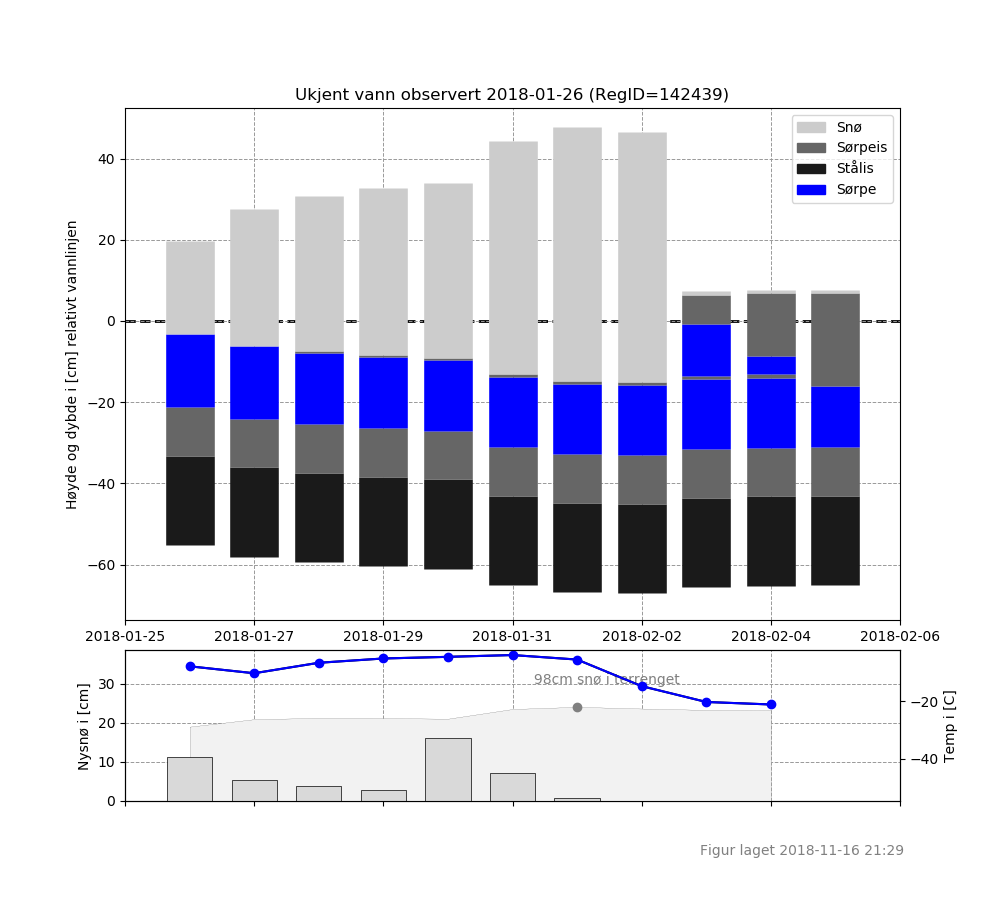 Ukjent vann observert 2018-01-26 (RegID=142439)
Snø
Sørpeis
Stålis
Sørpe
Høyde og dybde i [cm] relativt vannlinjen
40
20
0
−20
−40
−60
2018-01-25 2018-01-27 2018-01-29 2018-01-31 2018-02-02 2018-02-04 2018-02-06
98cm snø i terrenget
Nysnø i [cm]
30
20
10
0
Temp i [C]
−20
−40
Figur laget 2018-11-16 21:29